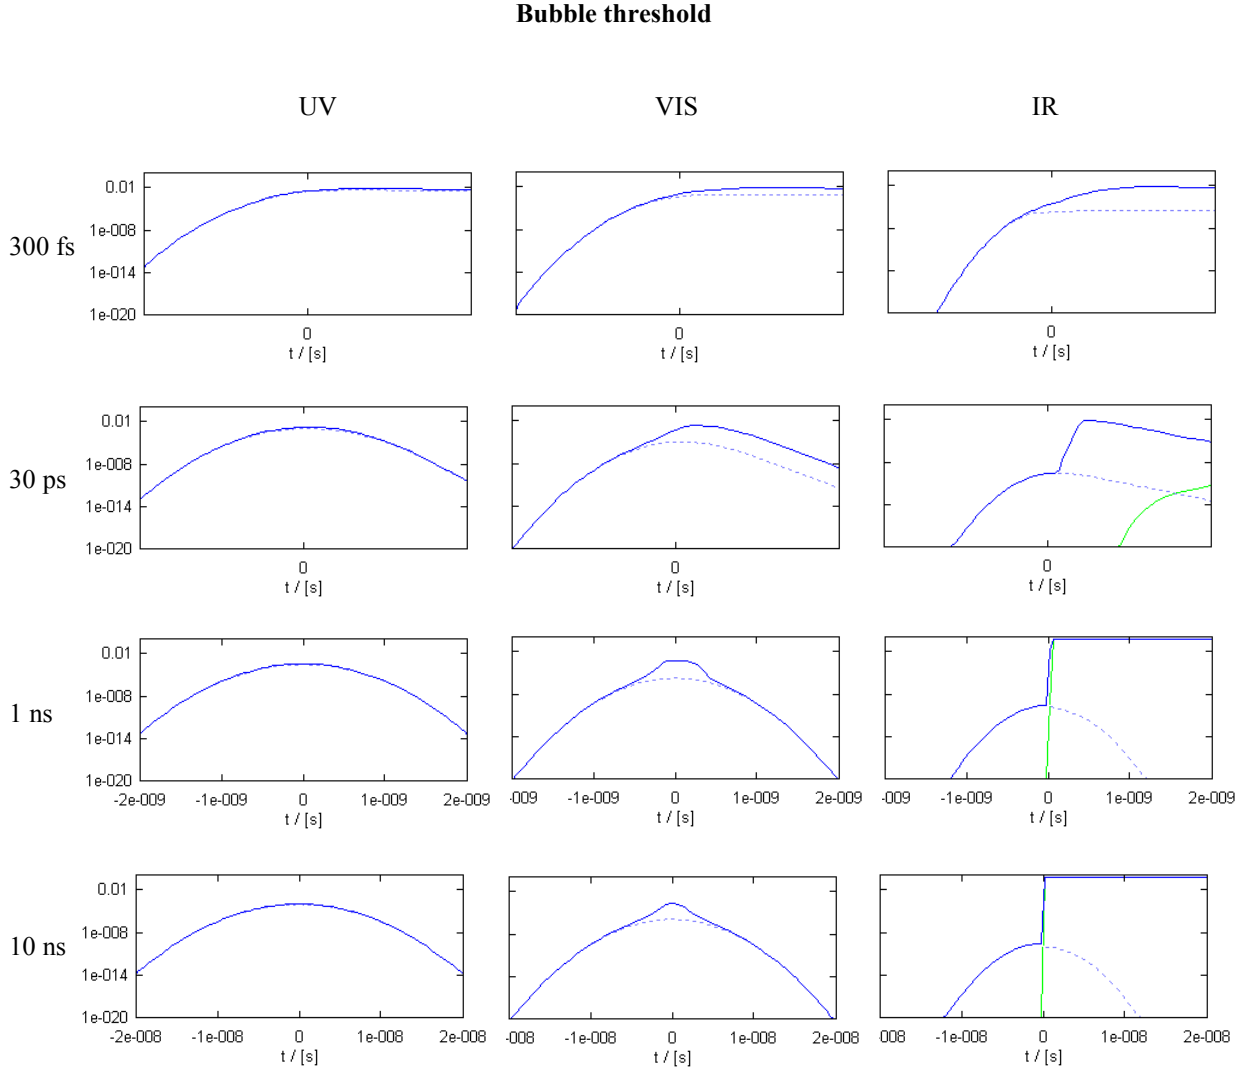 Bubble threshold
UV VIS IR
300 fs
0.01
1e-008
1e-014
1e-020
0 0 0
t / [s] t / [s] t / [s]
30 ps
0.01
1e-008
1e-014
1e-020
0 0 0
t / [s] t / [s] t / [s]
1 ns
0.01
1e-008
1e-014
1e-020
-2e-009 -1e-009 0 1e-009 2e-009 -009 -1e-009 0 1e-009 2e-009 -009 -1e-009 0 1e-009 2e-009
t / [s] t / [s] t / [s]
10 ns
0.01
1e-008
1e-014
1e-020
-2e-008 -1e-008 0 1e-008 2e-008 008 -1e-008 0 1e-008 2e-008 008 -1e-008 0 1e-008 2e-008
t / [s] t / [s] t / [s]